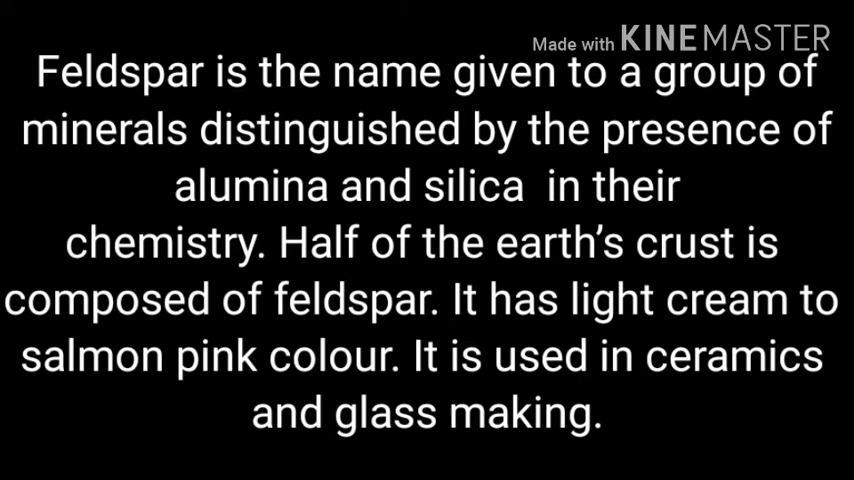 Made with KINEMASTER
Feldspar is the name given to a group of
minerals distinguished by the presence of
alumina and silica in their
chemistry. Half of the earth’s crust is
composed of feldspar. It has light cream to
salmon pink colour. It is used in ceramics
and glass making.